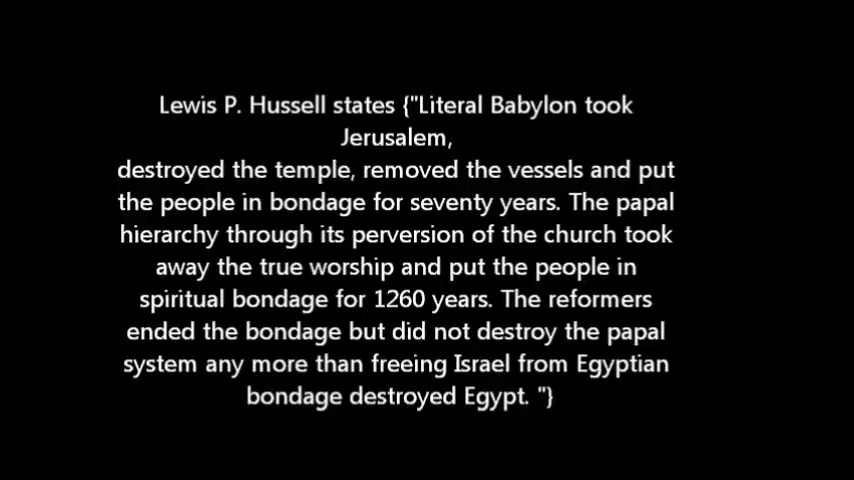 Lewis P. Hussell states {"Literal Babylon took
Jerusalem,
destroyed the temple, removed the vessels and put
the people in bondage for seventy years. The papal
hierarchy through its perversion of the church took
away the true worship and put the people in
spiritual bondage for 1260 years. The reformers
ended the bondage but did not destroy the papal
system any more than freeing Israel from Egyptian
bondage destroyed Egypt. "}